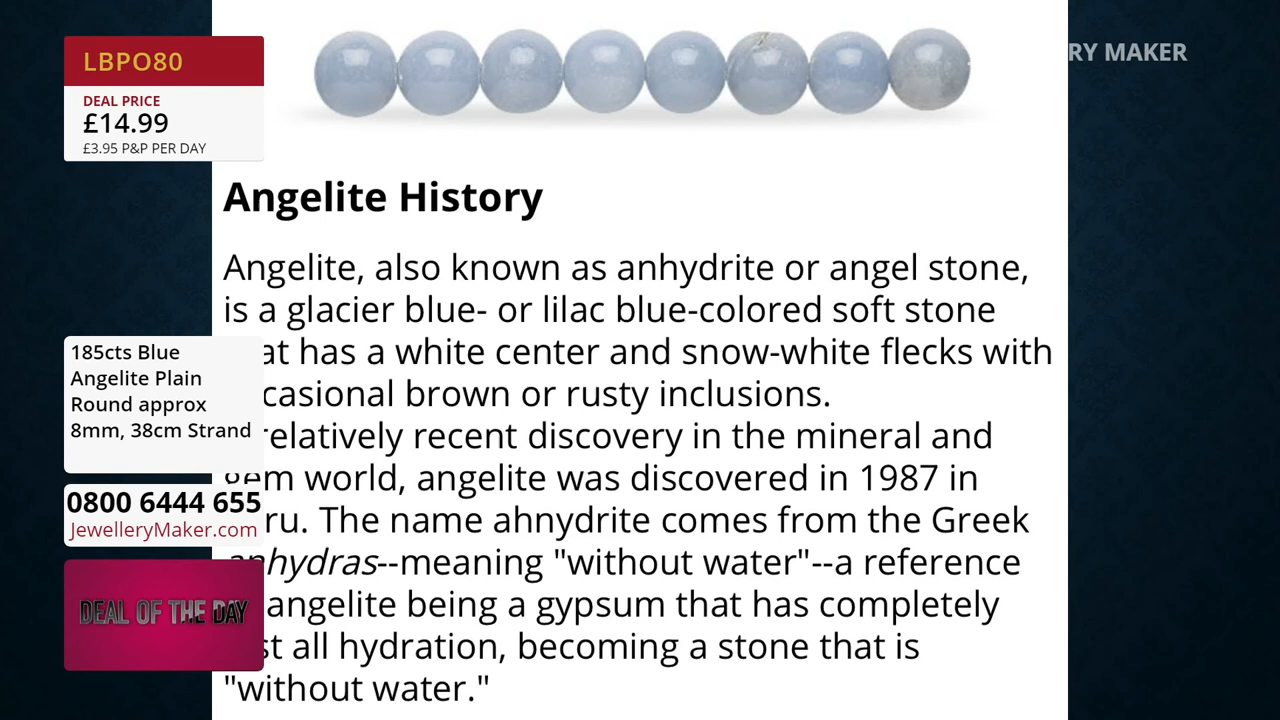 LBPO80
DEAL PRICE
£14.99
£3.95 P&P PER DAY
RY MAKER
Angelite History
Angelite, also known as anhydrite or angel stone,
is a glacier blue- or lilac blue-colored soft stone
at has a white center and snow-white flecks with
casional brown or rusty inclusions.
relatively recent discovery in the mineral and
gem world, angelite was discovered in 1987 in
ru. The name ahnydrite comes from the Greek
anhydras--meaning "without water"--a reference
angelite being a gypsum that has completely
st all hydration, becoming a stone that is
"without water."
185cts Blue
Angelite Plain
Round approx
8mm, 38cm Strand
0800 6444 655
JewelleryMaker.com
DEAL OF THE DAY